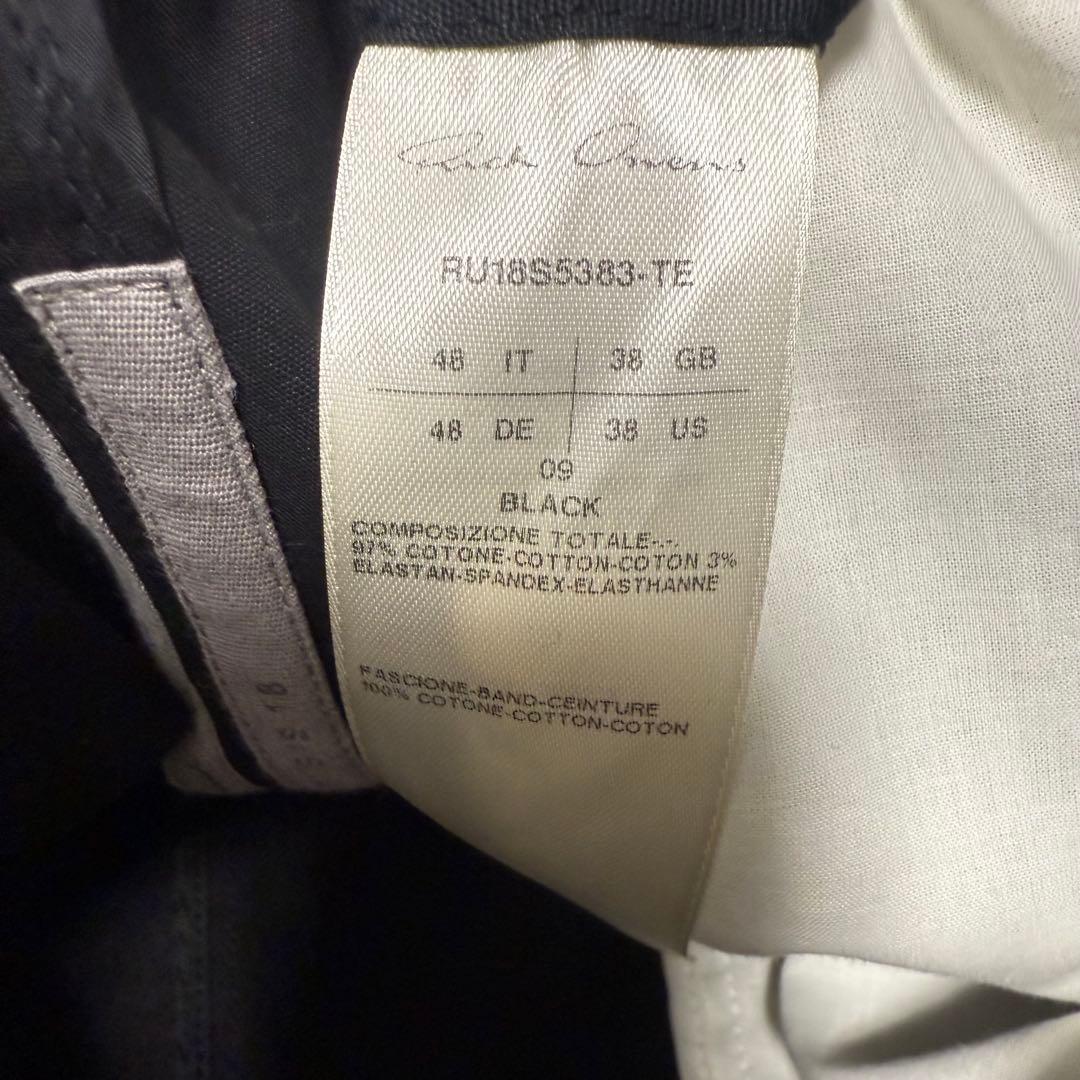 Rick Owens
RU18S5383-TE
48 IT 38 GB
48 DE 38 US
09
BLACK
COMPOSIZIONE TOTALE-.-.
97% COTONE-COTTON-COTON 3%
ELASTAN-SPANDEX-ELASTHANNE
FASCIONE-BAND-CEINTURE
100% COTONE-COTTON-COTON
18